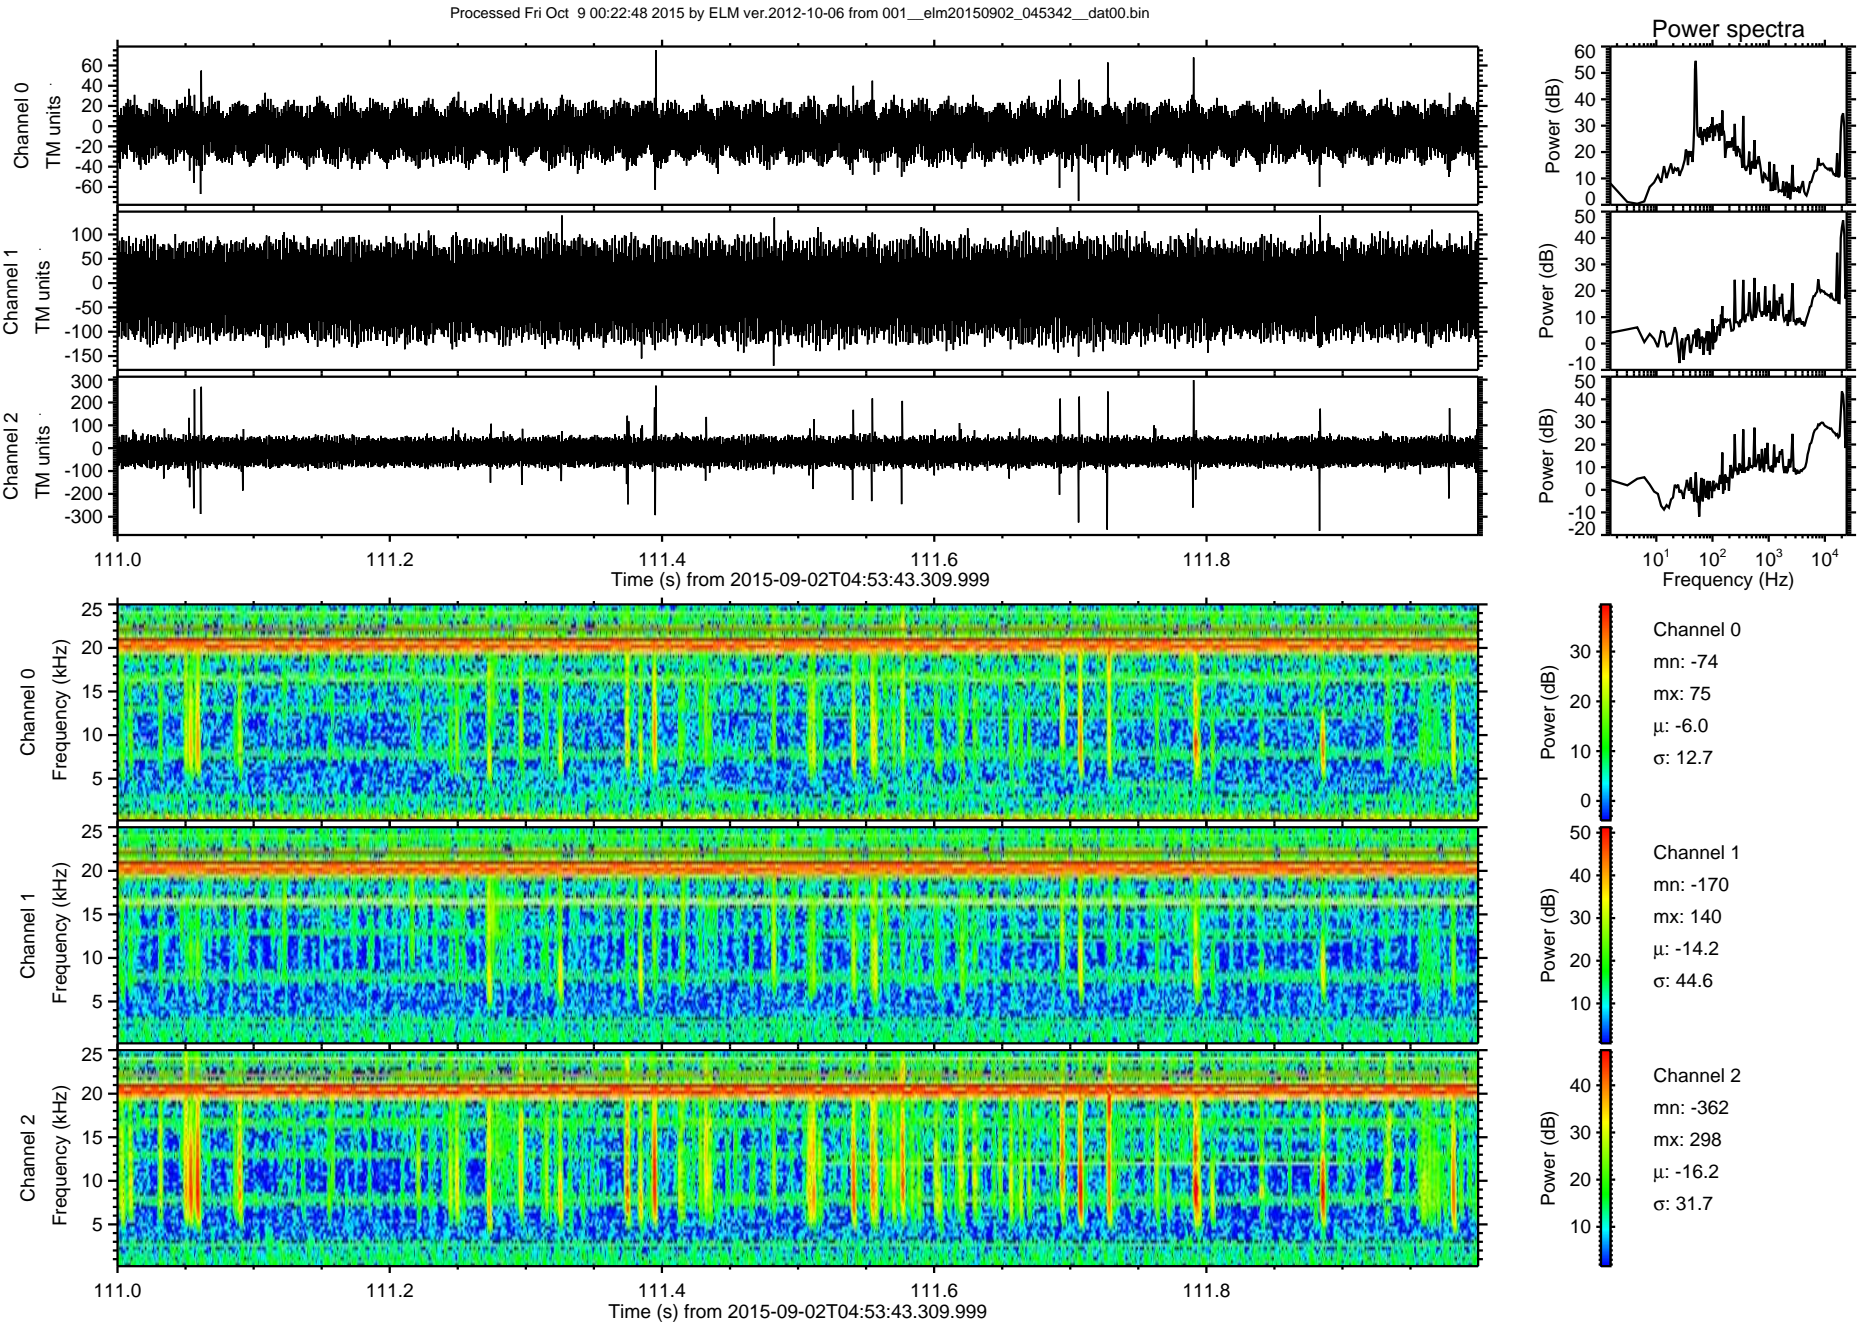 Processed Fri Oct  9 00:22:48 2015 by ELM ver.2012-10-06 from 001__elm20150902_045342__dat00.bin
Power spectra
Channel 0
TM units
60
40
20
0
-20
-40
-60
Power (dB)
60
50
40
30
20
10
0
Channel 1
TM units
100
50
0
-50
-100
-150
Power (dB)
50
40
30
20
10
0
-10
Channel 2
TM units
300
200
100
0
-100
-200
-300
Power (dB)
50
40
30
20
10
0
-10
-20
111.0 111.2 111.4 111.6 111.8
Time (s) from 2015-09-02T04:53:43.309.999
10^1 10^2 10^3 10^4
Frequency (Hz)
Channel 0
Frequency (kHz)
25
20
15
10
5
Power (dB)
30
20
10
0
Channel 0
mn: -74
mx: 75
μ: -6.0
σ: 12.7
Channel 1
Frequency (kHz)
25
20
15
10
5
Power (dB)
50
40
30
20
10
Channel 1
mn: -170
mx: 140
μ: -14.2
σ: 44.6
Channel 2
Frequency (kHz)
25
20
15
10
5
Power (dB)
40
30
20
10
Channel 2
mn: -362
mx: 298
μ: -16.2
σ: 31.7
111.0 111.2 111.4 111.6 111.8
Time (s) from 2015-09-02T04:53:43.309.999